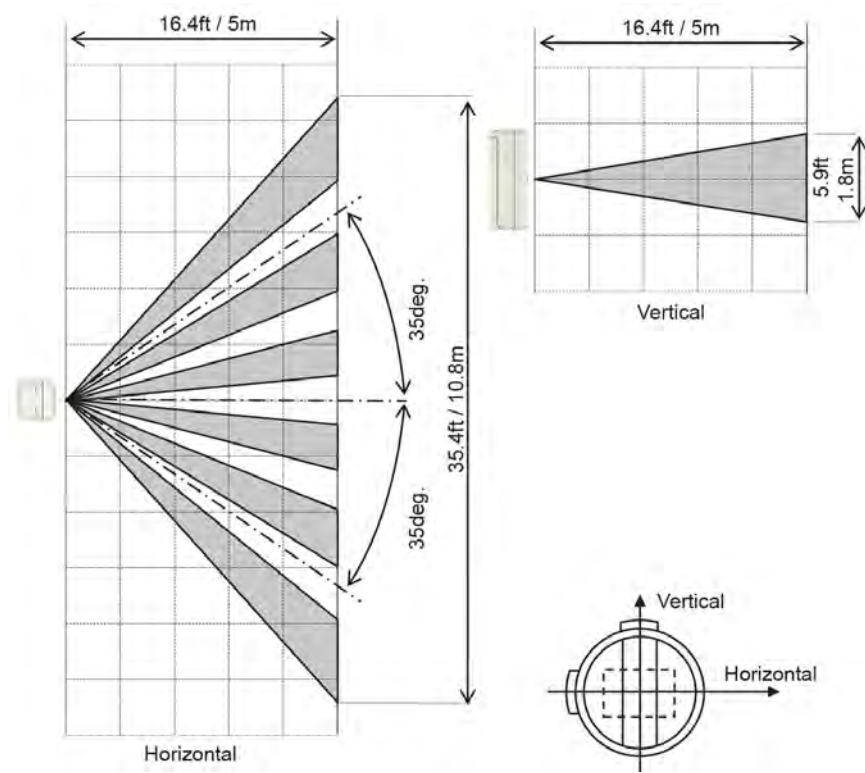 16.4ft / 5m
35deg.
35deg.
35.4ft / 10.8m
Horizontal
16.4ft / 5m
5.9ft
1.8m
Vertical
Vertical
Horizontal